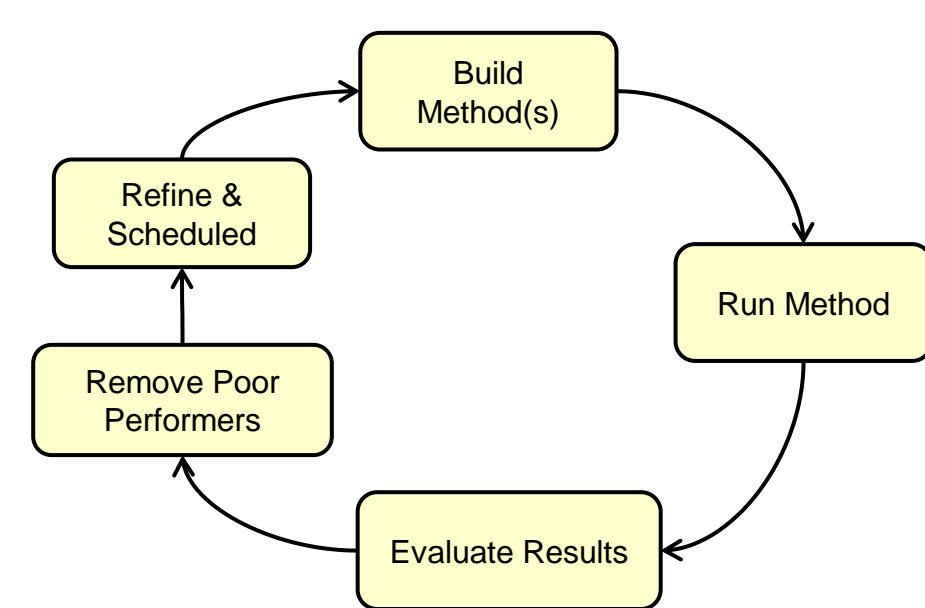 Build
Method(s)
Run Method
Evaluate Results
Remove Poor
Performers
Refine &
Scheduled